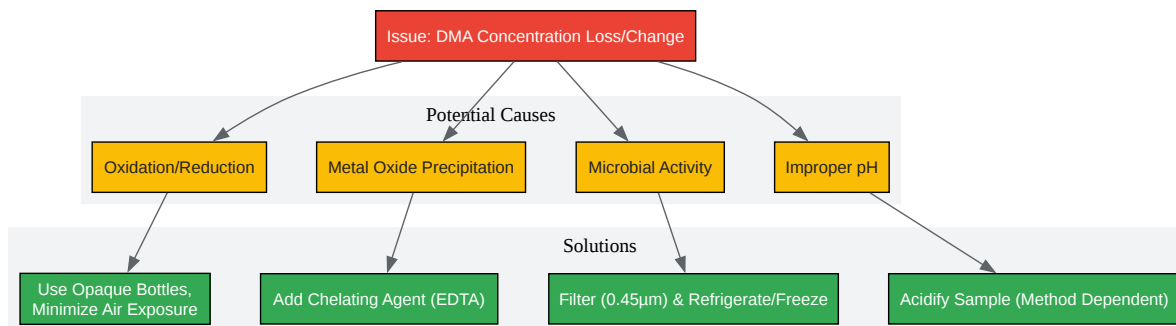 Issue: DMA Concentration Loss/Change
Potential Causes
Oxidation/Reduction
Metal Oxide Precipitation
Microbial Activity
Improper pH
Solutions
Use Opaque Bottles,
Minimize Air Exposure
Add Chelating Agent (EDTA)
Filter (0.45µm) & Refrigerate/Freeze
Acidify Sample (Method Dependent)